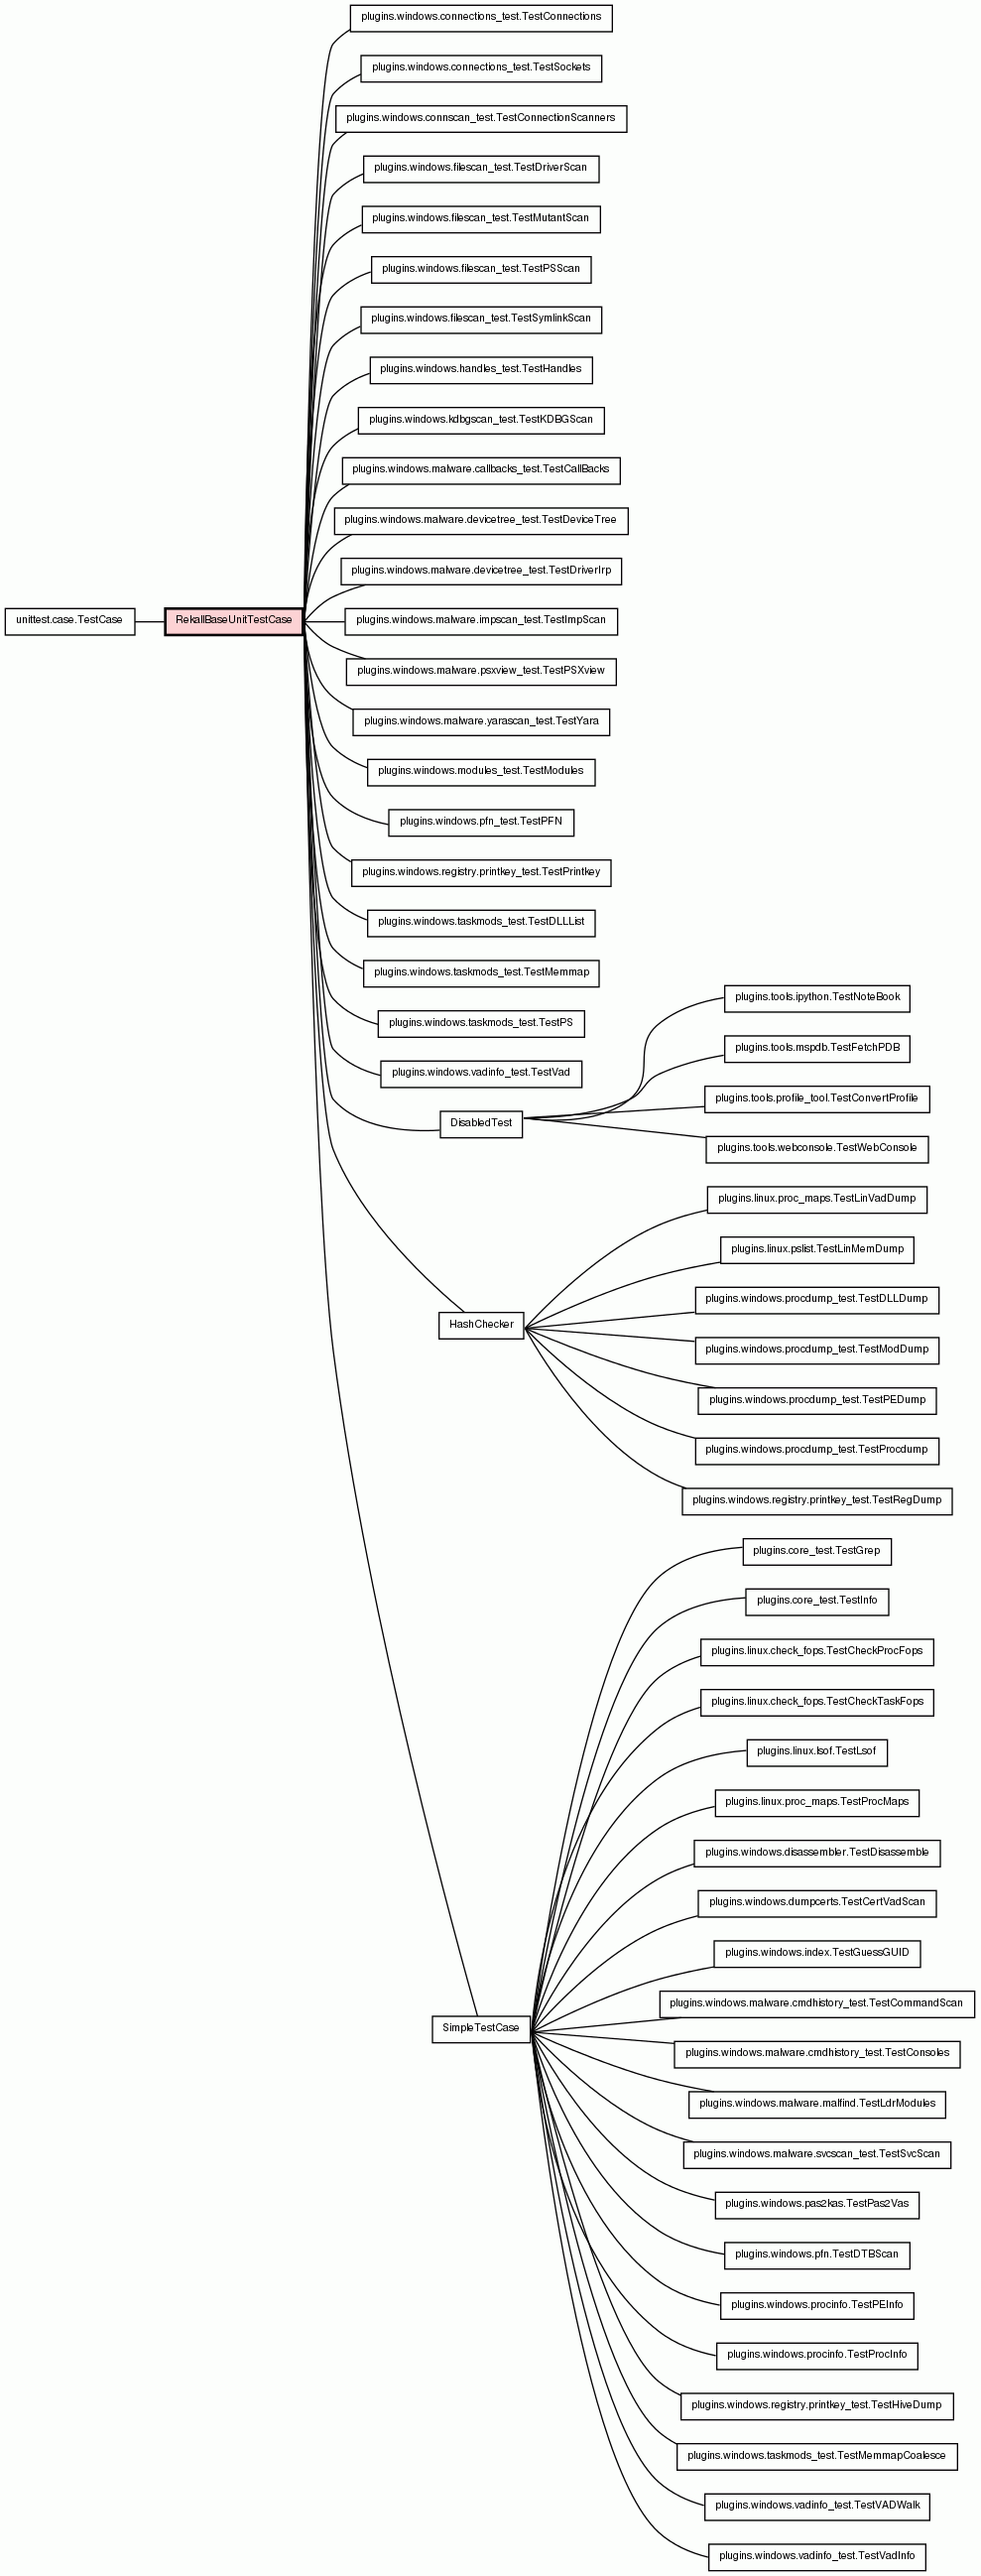 plugins.windows.connections_test.TestConnections
plugins.windows.connections_test.TestSockets
plugins.windows.connscan_test.TestConnectionScanners
plugins.windows.filescan_test.TestDriverScan
plugins.windows.filescan_test.TestMutantScan
plugins.windows.filescan_test.TestPSScan
plugins.windows.filescan_test.TestSymlinkScan
plugins.windows.handles_test.TestHandles
plugins.windows.kdbgscan_test.TestKDBGScan
plugins.windows.malware.callbacks_test.TestCallBacks
plugins.windows.malware.devicetree_test.TestDeviceTree
plugins.windows.malware.devicetree_test.TestDriverIrp
unittest.case.TestCase
RekallBaseUnitTestCase
plugins.windows.malware.impscan_test.TestImpScan
plugins.windows.malware.psxview_test.TestPSXview
plugins.windows.malware.yarascan_test.TestYara
plugins.windows.modules_test.TestModules
plugins.windows.pfn_test.TestPFN
plugins.windows.registry.printkey_test.TestPrintkey
plugins.windows.taskmods_test.TestDLLList
plugins.windows.taskmods_test.TestMemmap
plugins.windows.taskmods_test.TestPS
plugins.windows.vadinfo_test.TestVad
DisabledTest
plugins.tools.ipython.TestNoteBook
plugins.tools.mspdb.TestFetchPDB
plugins.tools.profile_tool.TestConvertProfile
plugins.tools.webconsole.TestWebConsole
HashChecker
plugins.linux.proc_maps.TestLinVadDump
plugins.linux.pslist.TestLinMemDump
plugins.windows.procdump_test.TestDLLDump
plugins.windows.procdump_test.TestModDump
plugins.windows.procdump_test.TestPEDump
plugins.windows.procdump_test.TestProcdump
plugins.windows.registry.printkey_test.TestRegDump
SimpleTestCase
plugins.core_test.TestGrep
plugins.core_test.TestInfo
plugins.linux.check_fops.TestCheckProcFops
plugins.linux.check_fops.TestCheckTaskFops
plugins.linux.lsof.TestLsof
plugins.linux.proc_maps.TestProcMaps
plugins.windows.disassembler.TestDisassemble
plugins.windows.dumpcerts.TestCertVadScan
plugins.windows.index.TestGuessGUID
plugins.windows.malware.cmdhistory_test.TestCommandScan
plugins.windows.malware.cmdhistory_test.TestConsoles
plugins.windows.malware.malfind.TestLdrModules
plugins.windows.malware.svcscan_test.TestSvcScan
plugins.windows.pas2kas.TestPas2Vas
plugins.windows.pfn.TestDTBScan
plugins.windows.procinfo.TestPEInfo
plugins.windows.procinfo.TestProcInfo
plugins.windows.registry.printkey_test.TestHiveDump
plugins.windows.taskmods_test.TestMemmapCoalesce
plugins.windows.vadinfo_test.TestVADWalk
plugins.windows.vadinfo_test.TestVadInfo